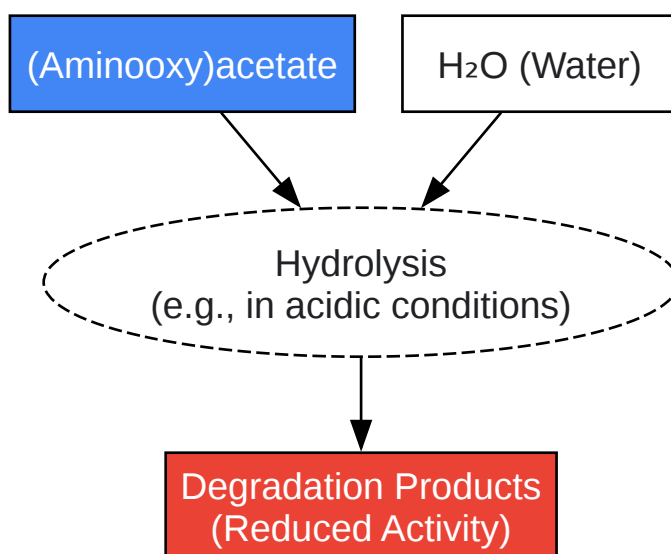 (Aminooxy)acetate
H₂O (Water)
Hydrolysis
(e.g., in acidic conditions)
Degradation Products
(Reduced Activity)